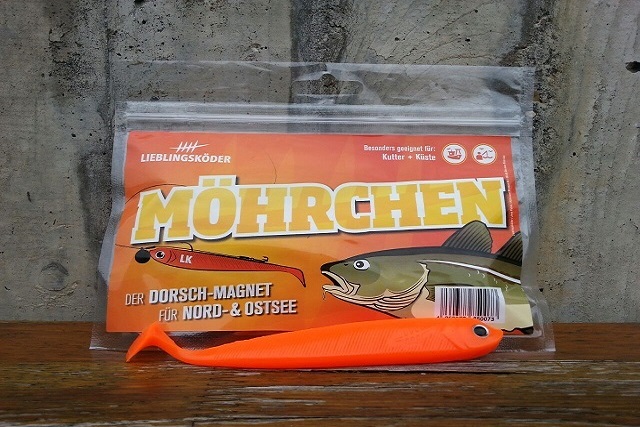 LIEBLINGSKÖDER
Besonders geeignet für:
Kutter + Küste
MÖHRCHEN
LK
DER DORSCH-MAGNET
FÜR NORD- & OSTSEE